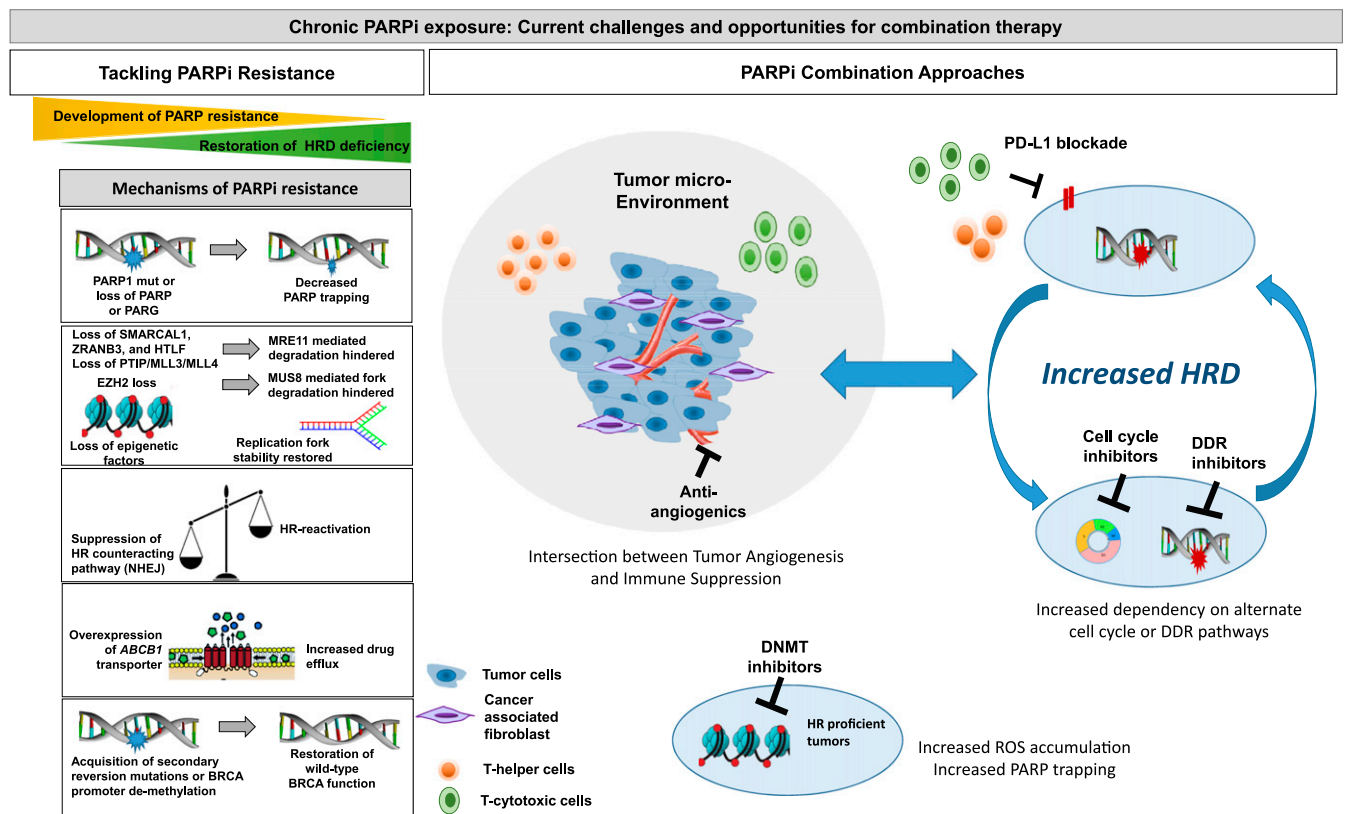 Chronic PARPi exposure: Current challenges and opportunities for combination therapy
Tackling PARPi Resistance
Development of PARP resistance
Restoration of HRD deficiency
Mechanisms of PARPi resistance
PARP1 mut or
loss of PARP
or PARG
Decreased
PARP trapping
Loss of SMARCAL1,
ZRANB3, and HTLF
Loss of PTIP/MLL3/MLL4
MRE11 mediated
degradation hindered
EZH2 loss
MUS8 mediated fork
degradation hindered
Loss of epigenetic
factors
Replication fork
stability restored
Suppression of
HR counteracting
pathway (NHEJ)
HR-reactivation
Overexpression
of ABCB1
transporter
Increased drug
efflux
Acquisition of secondary
reversion mutations or BRCA
promoter de-methylation
Restoration of
wild-type
BRCA function
PARPi Combination Approaches
Tumor micro-
Environment
Anti-
angiogenics
Intersection between Tumor Angiogenesis
and Immune Suppression
PD-L1 blockade
Increased HRD
Cell cycle
inhibitors
DDR
inhibitors
Increased dependency on alternate
cell cycle or DDR pathways
Tumor cells
Cancer
associated
fibroblast
T-helper cells
T-cytotoxic cells
DNMT
inhibitors
HR proficient
tumors
Increased ROS accumulation
Increased PARP trapping